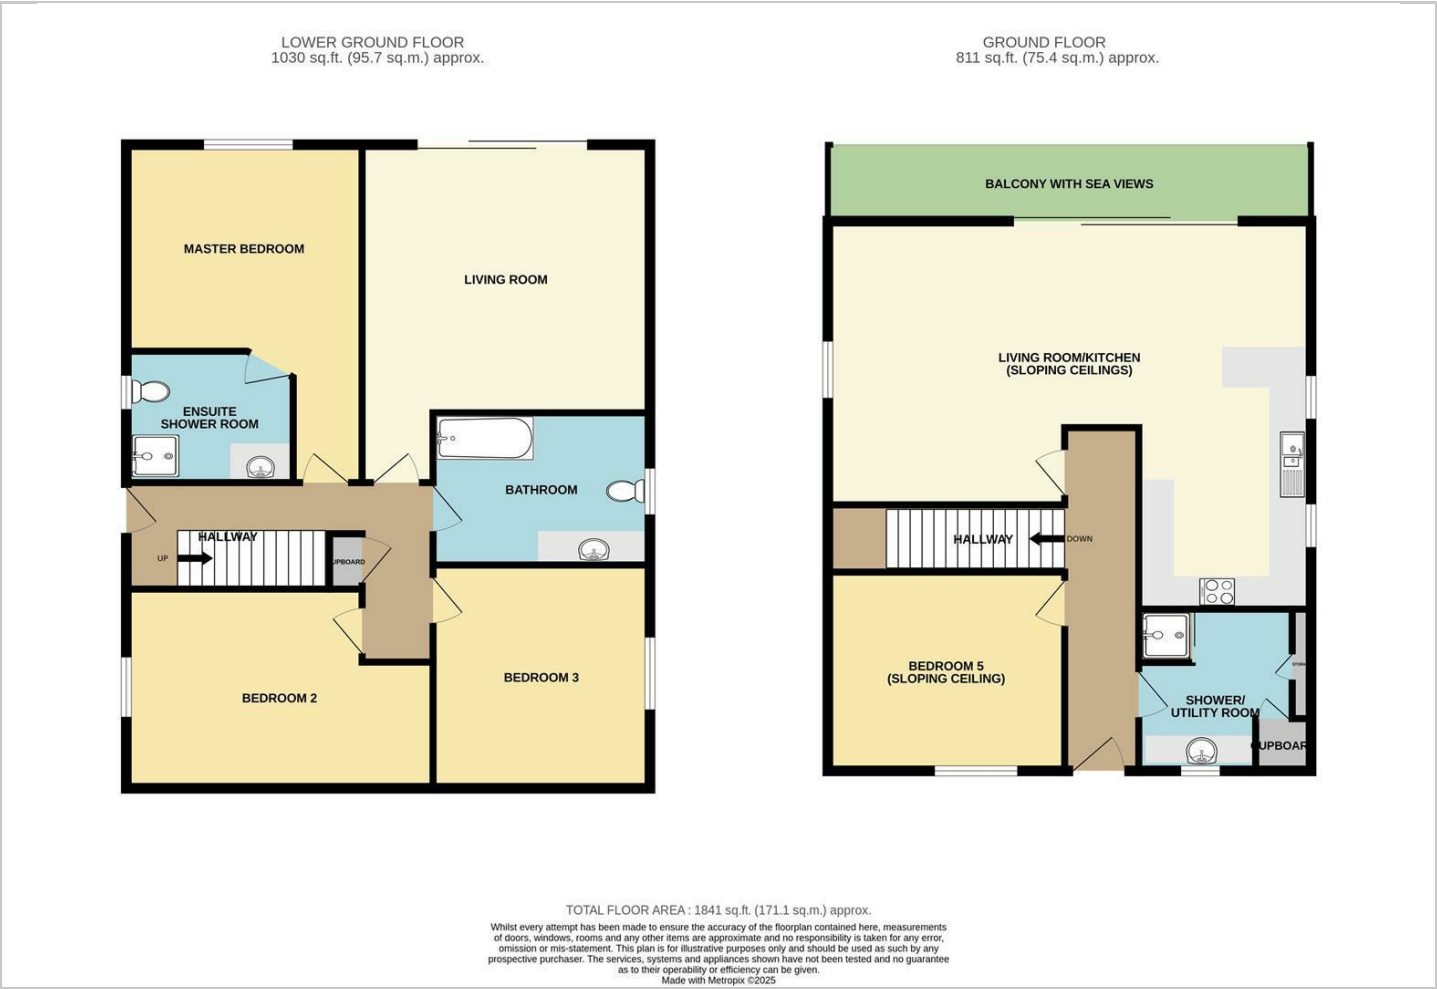 LOWER GROUND FLOOR
1030 sq.ft. (95.7 sq.m.) approx.
MASTER BEDROOM
LIVING ROOM
ENSUITE
SHOWER ROOM
BATHROOM
HALLWAY
UP
UPBOARD
BEDROOM 2
BEDROOM 3
GROUND FLOOR
811 sq.ft. (75.4 sq.m.) approx.
BALCONY WITH SEA VIEWS
LIVING ROOM/KITCHEN
(SLOPING CEILINGS)
HALLWAY
DOWN
BEDROOM 5
(SLOPING CEILING)
SHOWER/
UTILITY ROOM
CUPBOAR
TOTAL FLOOR AREA : 1841 sq.ft. (171.1 sq.m.) approx.
Whilst every attempt has been made to ensure the accuracy of the floorplan contained here, measurements
of doors, windows, rooms and any other items are approximate and no responsibility is taken for any error,
omission or mis-statement. This plan is for illustrative purposes only and should be used as such by any
prospective purchaser. The services, systems and appliances shown have not been tested and no guarantee
as to their operability or efficiency can be given.
Made with Metropix ©2025